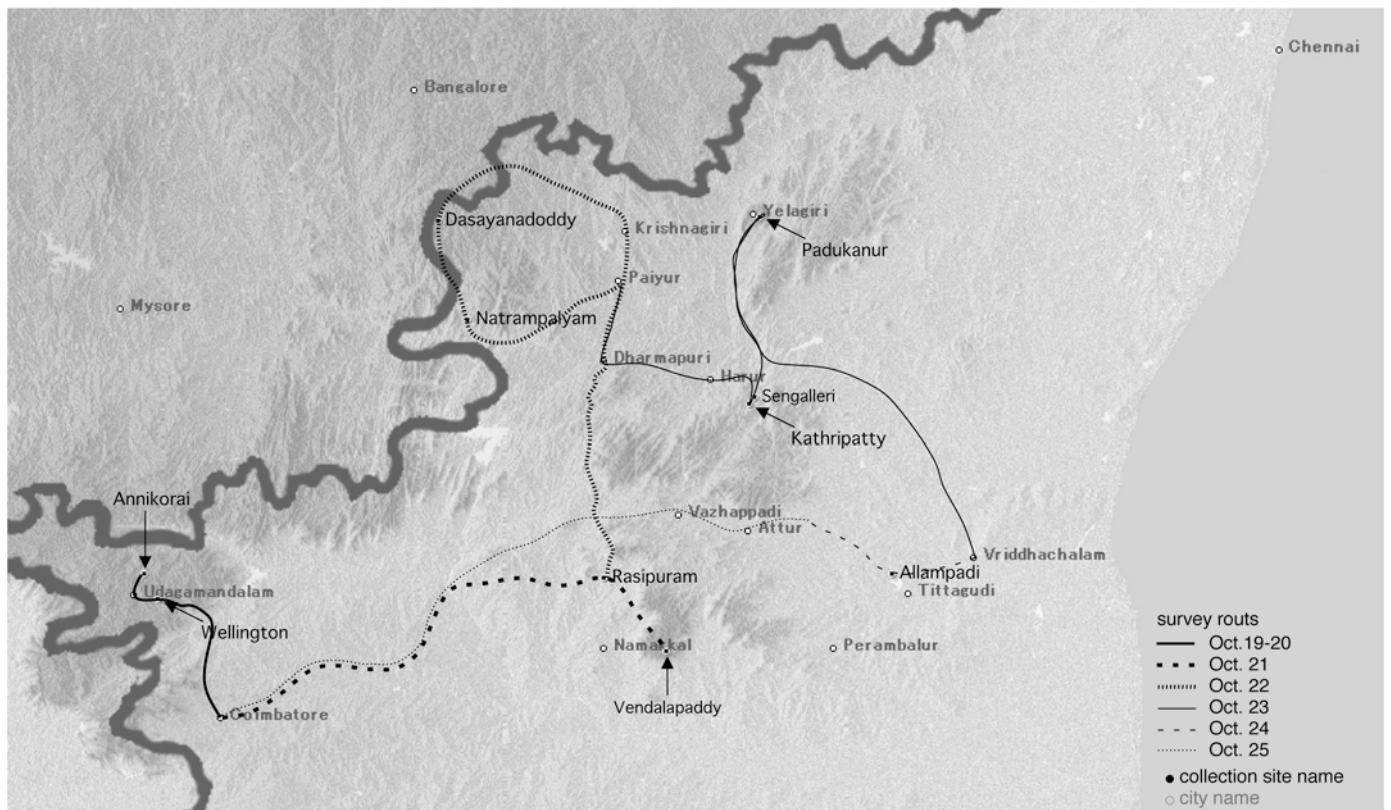 Chennai
Bangalore
Yelagiri
Dasayanadoddy
Krishnagiri
Padukanur
Paiyur
Mysore
Natrampalyam
Dharmapuri
Harur
Sengalleri
Kathripatty
Annikorai
Vazhappadi
Attur
Vriddhachalam
Rasipuram
Allampadi
Udagamandalam
Tittagudi
Wellington
Namakkal
Perambalur
Vendalapaddy
Coimbatore
survey routs
Oct.19-20
Oct. 21
Oct. 22
Oct. 23
Oct. 24
Oct. 25
collection site name
city name